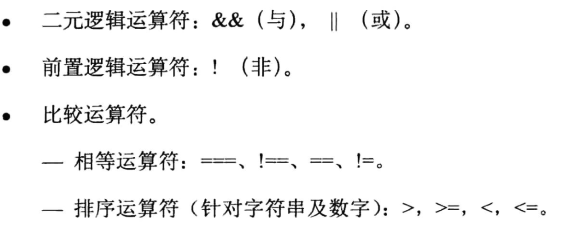 • 二元逻辑运算符：&&（与），||（或）。
• 前置逻辑运算符：!（非）。
• 比较运算符。
— 相等运算符：===、!==、==、!=。
— 排序运算符（针对字符串及数字）：>，>=，<，<=。